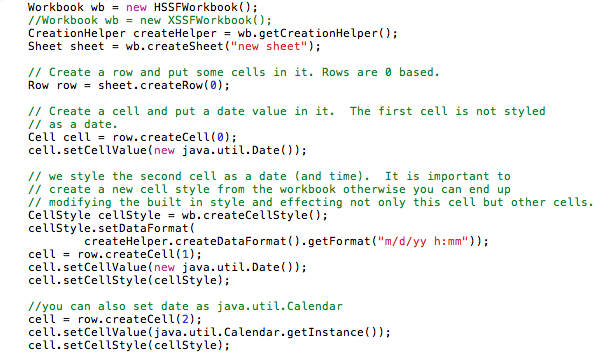 Workbook wb = new HSSFWorkbook();
//Workbook wb = new XSSFWorkbook();
CreationHelper createHelper = wb.getCreationHelper();
Sheet sheet = wb.createSheet("new sheet");

// Create a row and put some cells in it. Rows are 0 based.
Row row = sheet.createRow(0);

// Create a cell and put a date value in it.  The first cell is not styled
// as a date.
Cell cell = row.createCell(0);
cell.setCellValue(new java.util.Date());

// we style the second cell as a date (and time).  It is important to
// create a new cell style from the workbook otherwise you can end up
// modifying the built in style and effecting not only this cell but other cells.
CellStyle cellStyle = wb.createCellStyle();
cellStyle.setDataFormat(
        createHelper.createDataFormat().getFormat("m/d/yy h:mm"));
cell = row.createCell(1);
cell.setCellValue(new java.util.Date());
cell.setCellStyle(cellStyle);

//you can also set date as java.util.Calendar
cell = row.createCell(2);
cell.setCellValue(java.util.Calendar.getInstance());
cell.setCellStyle(cellStyle);